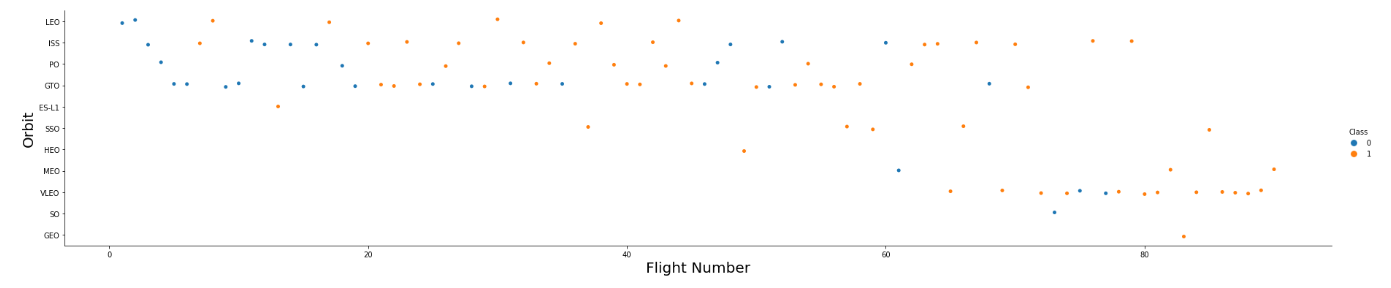 LEO
ISS
PO
GTO
ES-L1
SSO
HEO
MEO
VLEO
SO
GEO
Orbit
0 20 40 60 80
Flight Number
Class
0
1